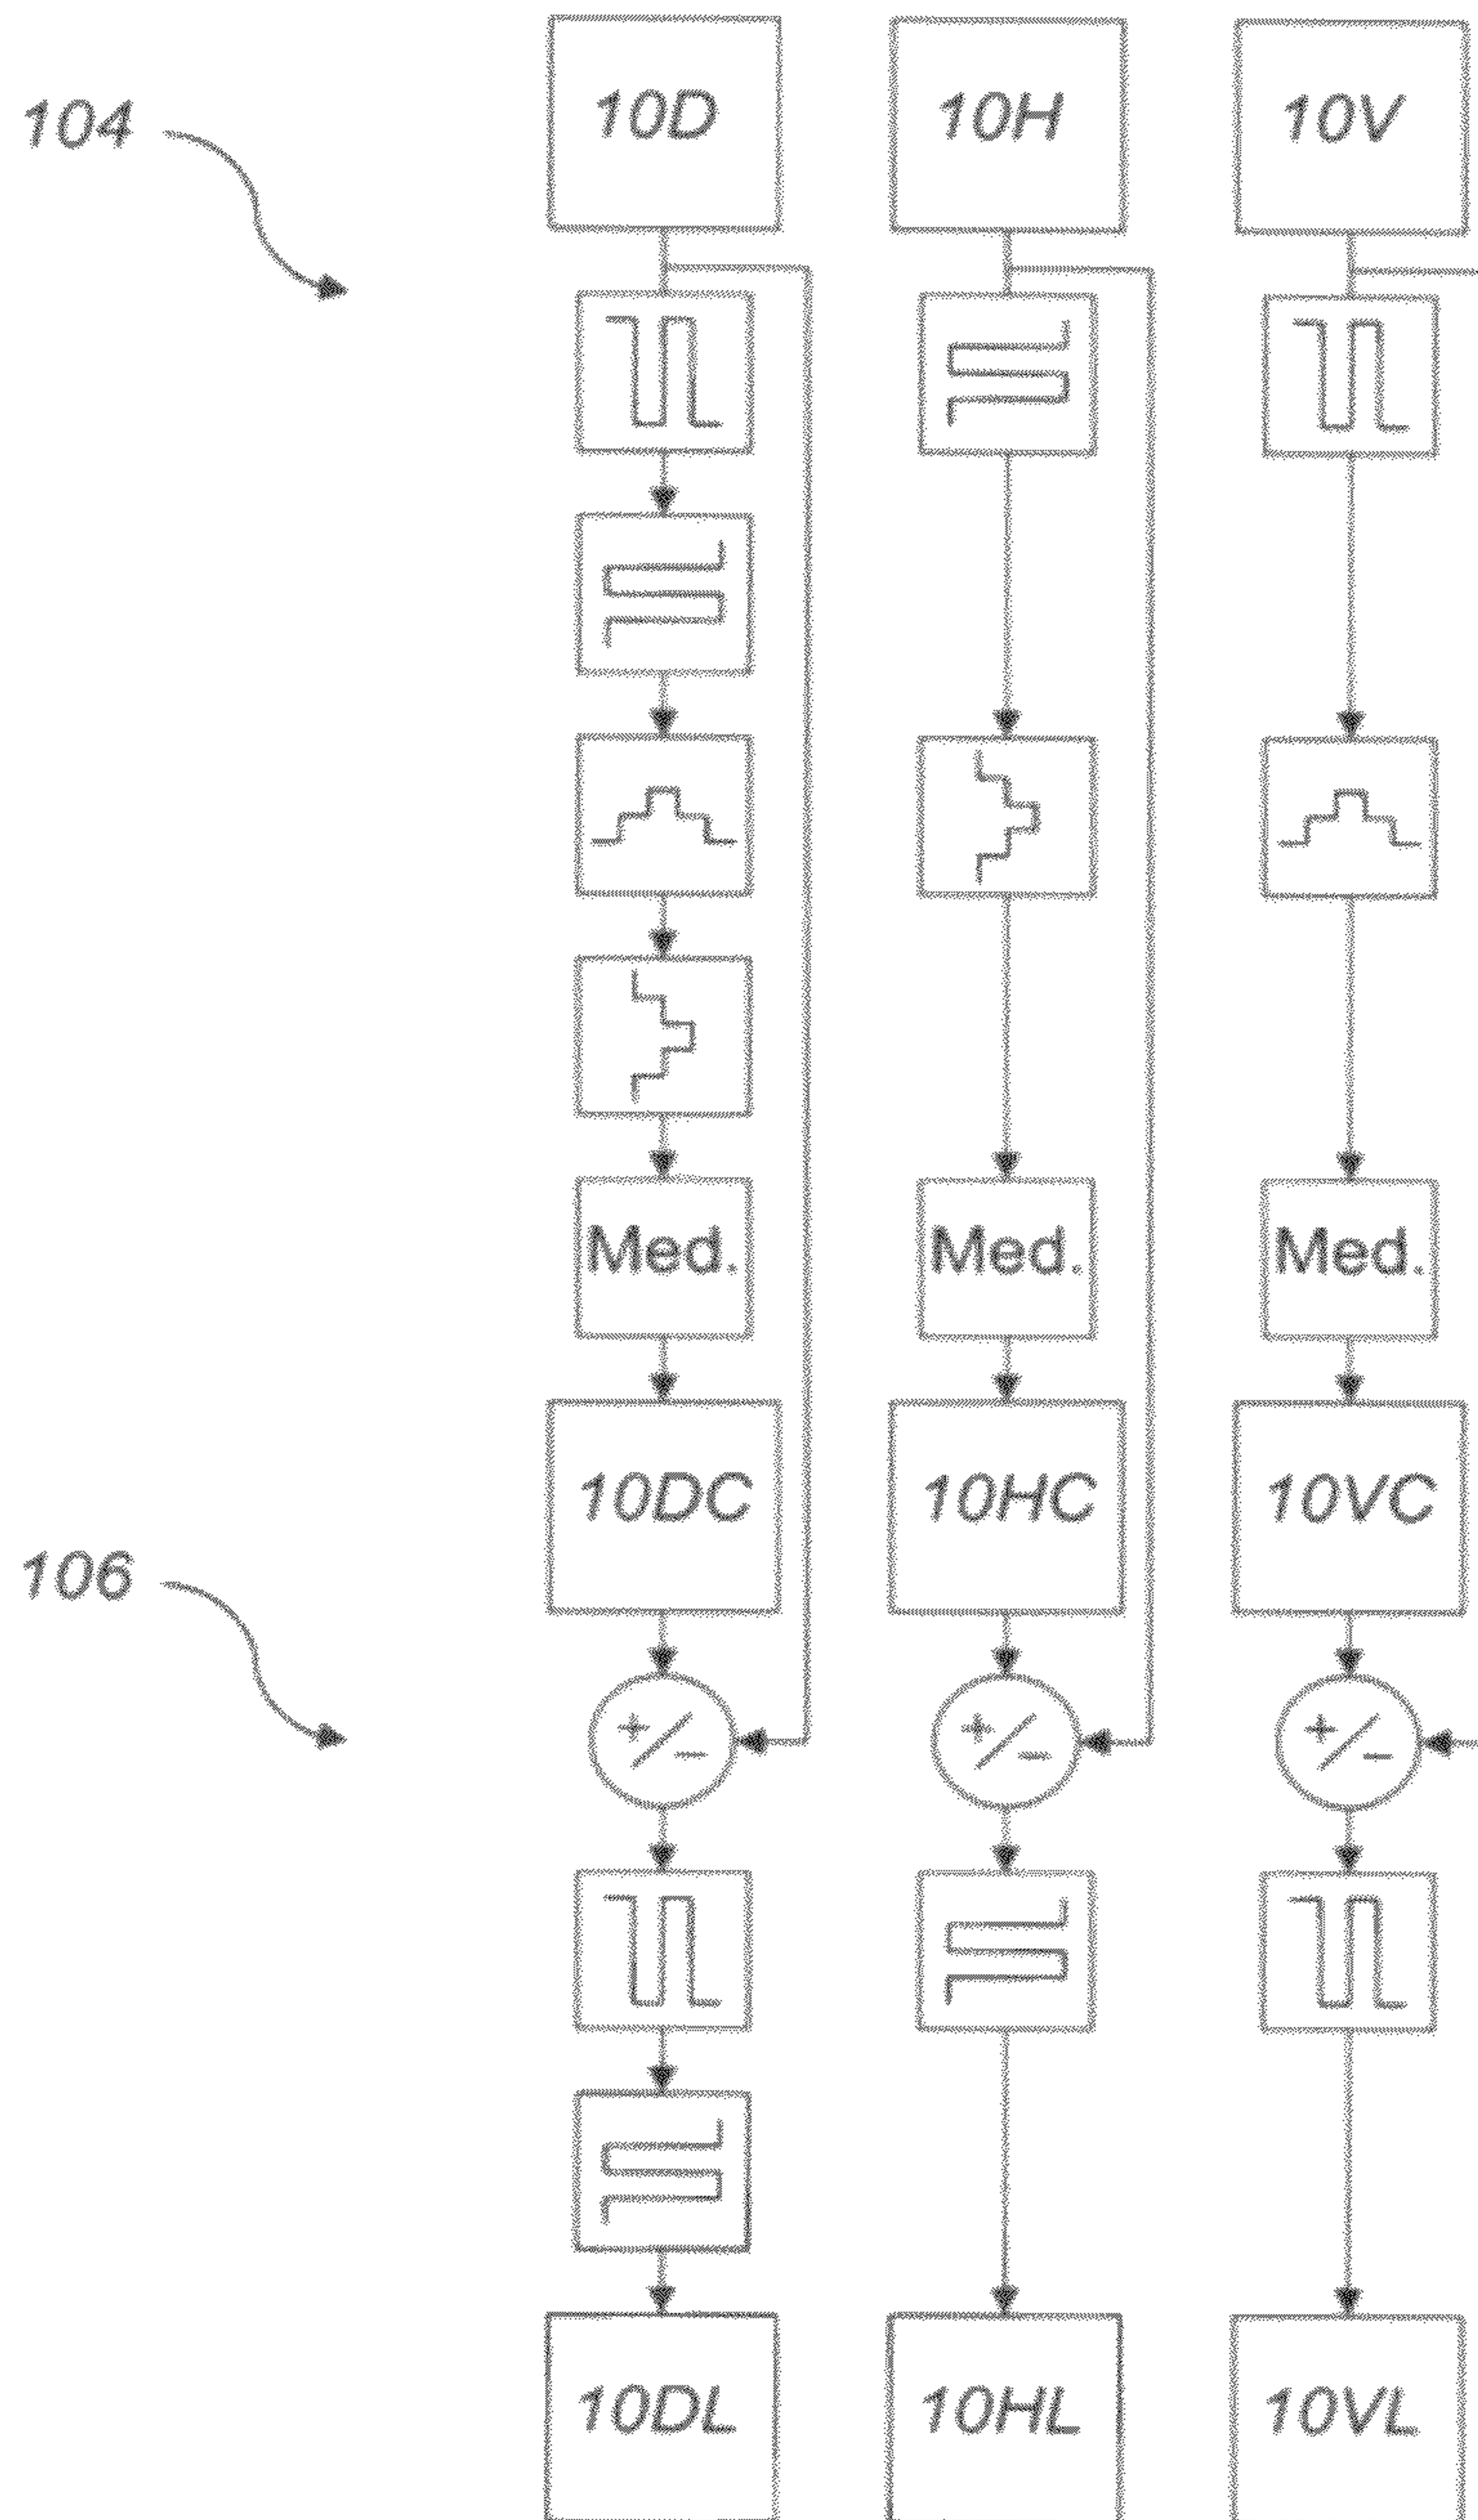 104
10D 10H 10V
Med. Med. Med.
10DC 10HC 10VC
106
+/- +/- +/-
10DL 10HL 10VL